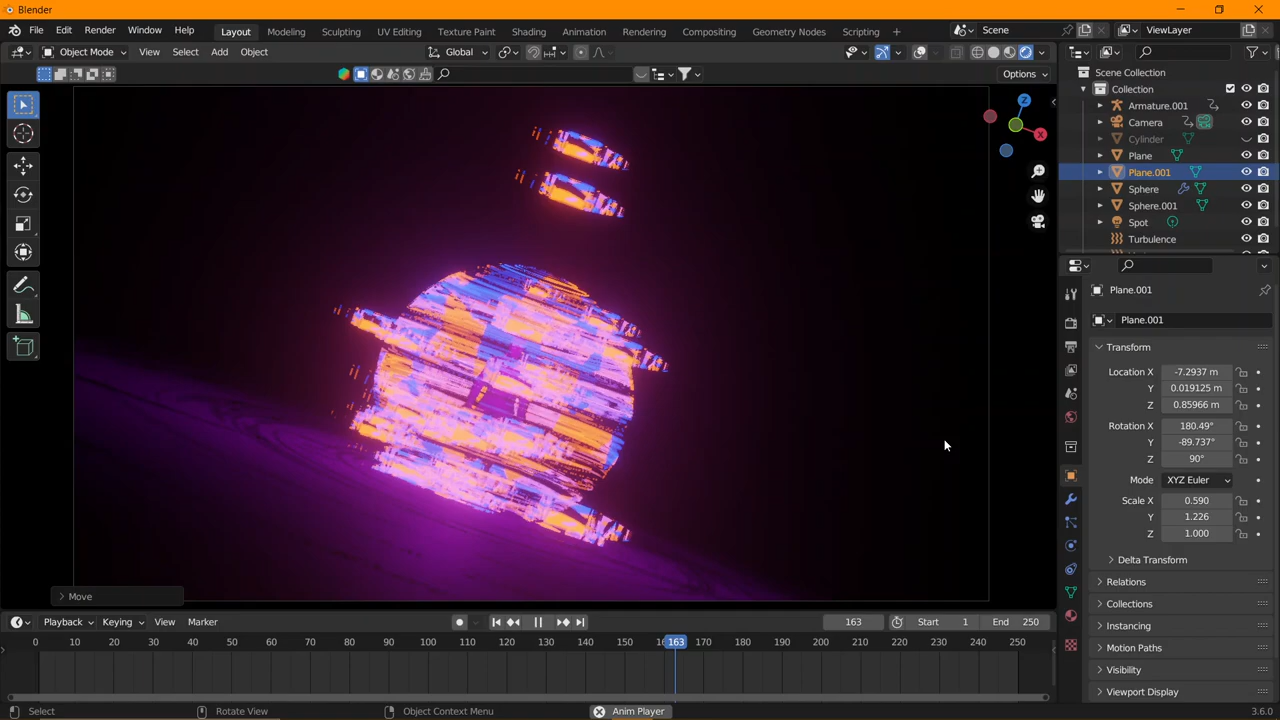 Blender
File Edit Render Window Help Layout Modeling Sculpting UV Editing Texture Paint Shading Animation Rendering Compositing Geometry Nodes Scripting + Scene ViewLayer
Object Mode View Select Add Object Global
Options
Scene Collection
Collection
Armature.001
Camera
Cylinder
Plane
Plane.001
Sphere
Sphere.001
Spot
Turbulence
Z
X
Plane.001
Plane.001
Transform
Location X -7.2937 m
Y 0.019125 m
Z 0.85966 m
Rotation X 180.49°
Y -89.737°
Z 90°
Mode XYZ Euler
Scale X 0.590
Y 1.226
Z 1.000
Delta Transform
Relations
Collections
Instancing
Motion Paths
Visibility
Viewport Display
Move
Playback Keying View Marker 163 Start 1 End 250
0 10 20 30 40 50 60 70 80 90 100 110 120 130 140 150 163 170 180 190 200 210 220 230 240 250
Select Rotate View Object Context Menu Anim Player 3.6.0